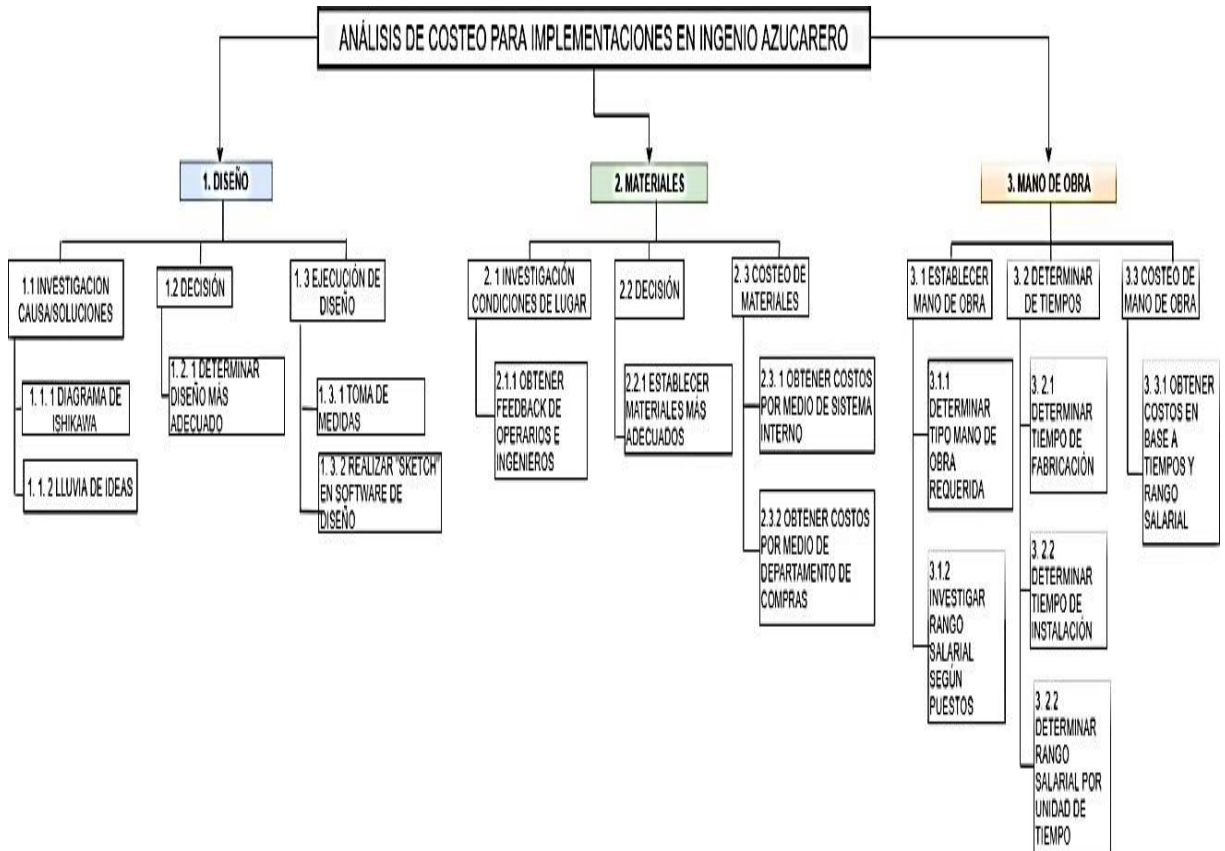 ANÁLISIS DE COSTEO PARA IMPLEMENTACIONES EN INGENIO AZUCARERO
1. DISEÑO
1.1 INVESTIGACION
CAUSA/SOLUCIONES
1. 1. 1 DIAGRAMA DE
ISHIKAWA
1. 1. 2 LLUVIA DE IDEAS
1.2 DECISIÓN
1. 2. 1 DETERMINAR
DISEÑO MÁS
ADECUADO
1. 3 EJECUCIÓN DE
DISEÑO
1. 3. 1 TOMA DE
MEDIDAS
1. 3. 2 REALIZAR "SKETCH"
EN SOFTWARE DE
DISEÑO
2. MATERIALES
2. 1 INVESTIGACIÓN
CONDICIONES DE LUGAR
2.1.1 OBTENER
FEEDBACK DE
OPERARIOS E
INGENIEROS
2.2 DECISIÓN
2.2.1 ESTABLECER
MATERIALES MÁS
ADECUADOS
2. 3 COSTEO DE
MATERIALES
2.3. 1 OBTENER COSTOS
POR MEDIO DE SISTEMA
INTERNO
2.3.2 OBTENER COSTOS
POR MEDIO DE
DEPARTAMENTO DE
COMPRAS
3. MANO DE OBRA
3. 1 ESTABLECER
MANO DE OBRA
3.1.1
DETERMINAR
TIPO MANO DE
OBRA
REQUERIDA
3.1.2
INVESTIGAR
RANGO
SALARIAL
SEGÚN
PUESTOS
3. 2 DETERMINAR
DE TIEMPOS
3. 2.1
DETERMINAR
TIEMPO DE
FABRICACIÓN
3. 2.2
DETERMINAR
TIEMPO DE
INSTALACIÓN
3. 2.2
DETERMINAR
RANGO
SALARIAL POR
UNIDAD DE
TIEMPO
3.3 COSTEO DE
MANO DE OBRA
3. 3.1 OBTENER
COSTOS EN
BASE A
TIEMPOS Y
RANGO
SALARIAL